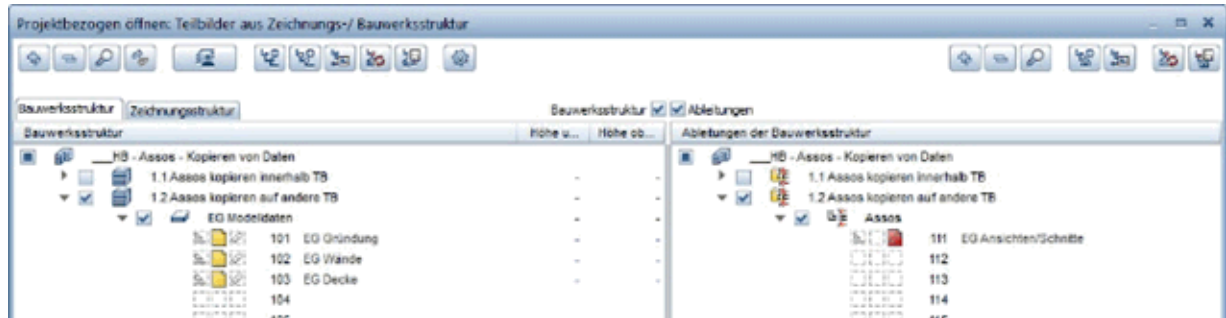 Projektbezogen öffnen: Teilbilder aus Zeichnungs-/ Bauwerksstruktur
Bauwerksstruktur Zeichnungsstruktur Bauwerksstruktur Ableitungen
Bauwerksstruktur Höhe u... Höhe ob... Ableitungen der Bauwerksstruktur
___HB - Assos - Kopieren von Daten ___HB - Assos - Kopieren von Daten
1.1 Assos kopieren innerhalb TB - - 1.1 Assos kopieren innerhalb TB
1.2 Assos kopieren auf andere TB - - 1.2 Assos kopieren auf andere TB
EG Modelldaten - - Assos
101 EG Gründung - - 111 EG Ansichten/Schnitte
102 EG Wände - - 112
103 EG Decke - - 113
104 114